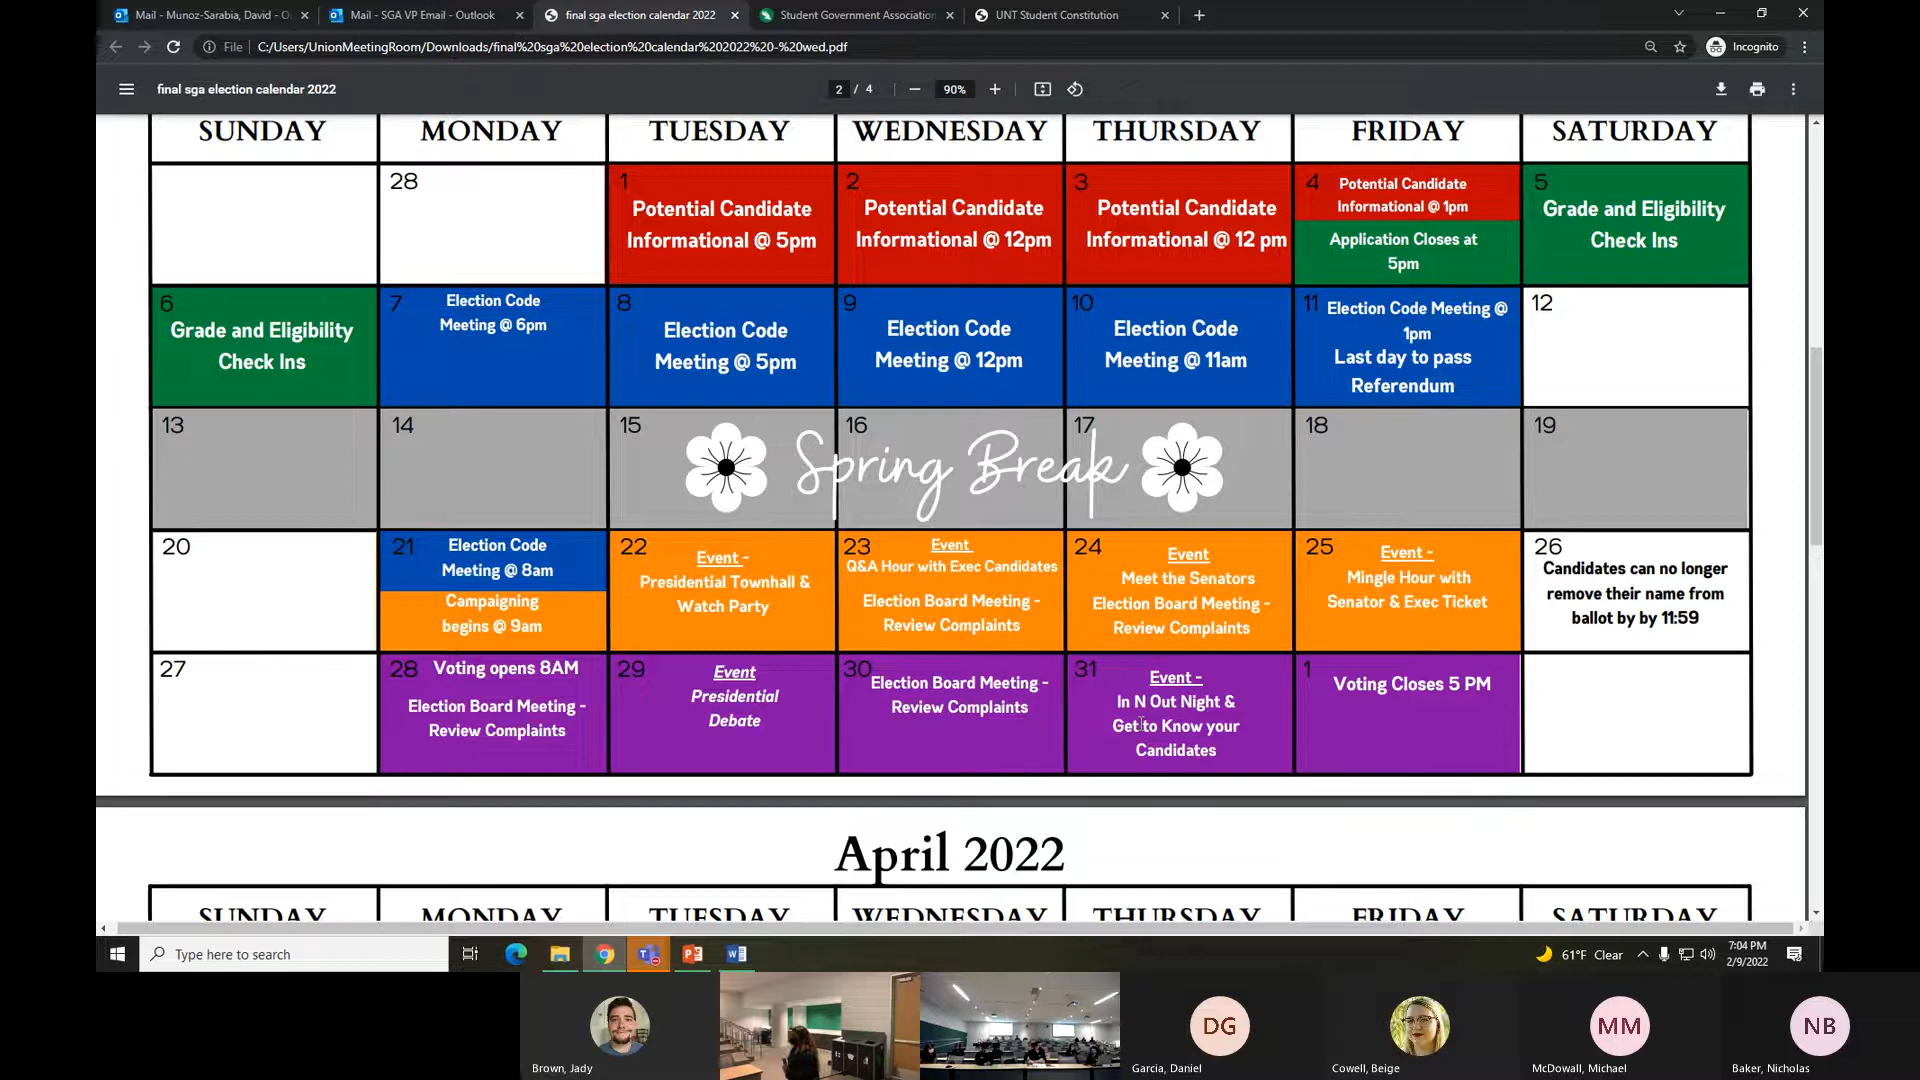 Mail - Munoz-Sarabia, David - O
Mail - SGA VP Email - Outlook
final sga election calendar 2022
Student Government Association
UNT Student Constitution
File
C:/Users/UnionMeetingRoom/Downloads/final%20sga%20election%20calendar%202022%20-%20wed.pdf
Incognito
final sga election calendar 2022
2 / 4
90%
SUNDAY MONDAY TUESDAY WEDNESDAY THURSDAY FRIDAY SATURDAY
28
1
Potential Candidate
Informational @ 5pm
2
Potential Candidate
Informational @ 12pm
3
Potential Candidate
Informational @ 12 pm
4
Potential Candidate
Informational @ 1pm
Application Closes at
5pm
5
Grade and Eligibility
Check Ins
6
Grade and Eligibility
Check Ins
7
Election Code
Meeting @ 6pm
8
Election Code
Meeting @ 5pm
9
Election Code
Meeting @ 12pm
10
Election Code
Meeting @ 11am
11
Election Code Meeting @
1pm
Last day to pass
Referendum
12
13
14
15
16
17
18
19
Spring Break
20
21
Election Code
Meeting @ 8am
Campaigning
begins @ 9am
22
Event -
Presidential Townhall &
Watch Party
23
Event
Q&A Hour with Exec Candidates
Election Board Meeting -
Review Complaints
24
Event
Meet the Senators
Election Board Meeting -
Review Complaints
25
Event -
Mingle Hour with
Senator & Exec Ticket
26
Candidates can no longer
remove their name from
ballot by by 11:59
27
28
Voting opens 8AM
Election Board Meeting -
Review Complaints
29
Event
Presidential
Debate
30
Election Board Meeting -
Review Complaints
31
Event -
In N Out Night &
Get to Know your
Candidates
1
Voting Closes 5 PM
April 2022
SUNDAY MONDAY TUESDAY WEDNESDAY THURSDAY FRIDAY SATURDAY
Type here to search
61°F Clear
7:04 PM
2/9/2022
DG
MM
NB
Brown, Jady
Garcia, Daniel
Cowell, Beige
McDowall, Michael
Baker, Nicholas